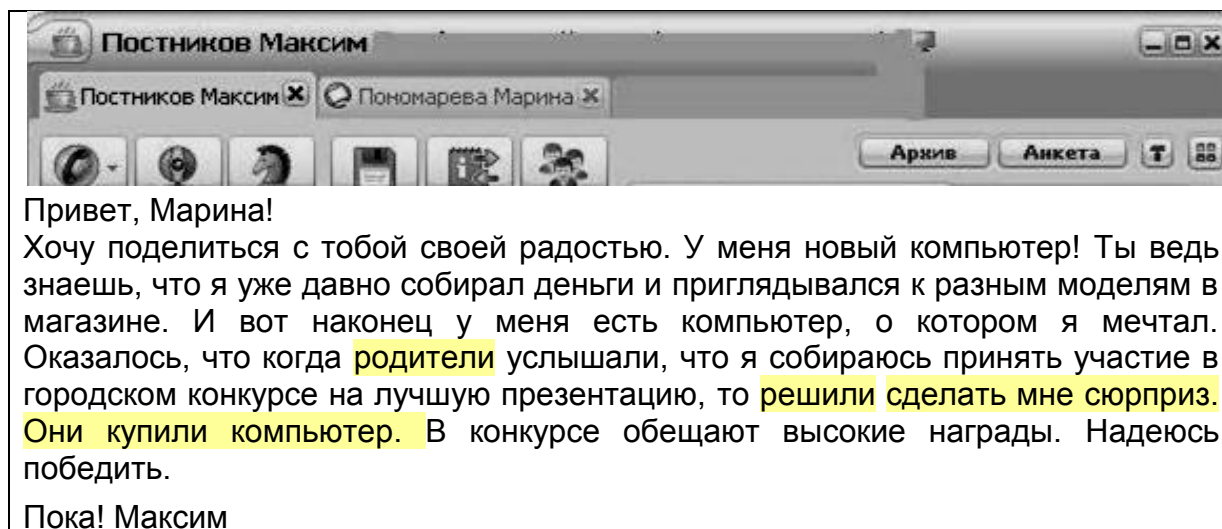 Постников Максим
Постников Максим Пономарева Марина
Архив Анкета Т
Привет, Марина!
Хочу поделиться с тобой своей радостью. У меня новый компьютер! Ты ведь
знаешь, что я уже давно собирал деньги и приглядывался к разным моделям в
магазине. И вот наконец у меня есть компьютер, о котором я мечтал.
Оказалось, что когда родители услышали, что я собираюсь принять участие в
городском конкурсе на лучшую презентацию, то решили сделать мне сюрприз.
Они купили компьютер. В конкурсе обещают высокие награды. Надеюсь
победить.
Пока! Максим